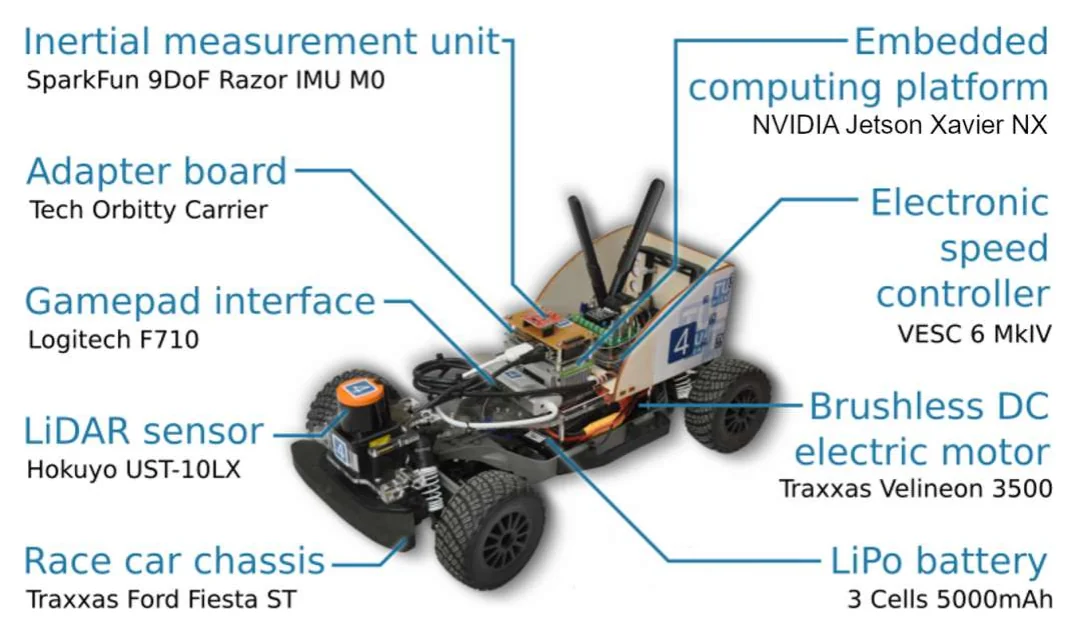 Inertial measurement unit
SparkFun 9DoF Razor IMU M0
Adapter board
Tech Orbitty Carrier
Gamepad interface
Logitech F710
LiDAR sensor
Hokuyo UST-10LX
Race car chassis
Traxxas Ford Fiesta ST
Embedded
computing platform
NVIDIA Jetson Xavier NX
Electronic
speed
controller
VESC 6 MkIV
Brushless DC
electric motor
Traxxas Velineon 3500
LiPo battery
3 Cells 5000mAh
TU
4